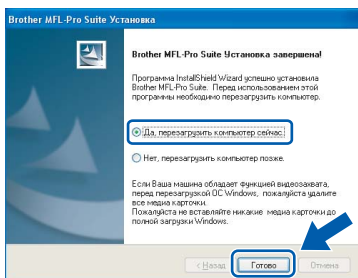 Brother MFL-Pro Suite Установка
Brother MFL-Pro Suite Установка завершена!
Программа InstallShield Wizard успешно установила
Brother MFL-Pro Suite. Перед использованием этой
программы необходимо перезагрузить компьютер.
Да, перезагрузить компьютер сейчас.
Нет, перезагрузить компьютер позже.
Если Ваша машина обладает функцией видеозахвата,
перед перезагрузкой ОС Windows, пожалуйста удалите
все медиа карточки.
Пожалуйста не вставляйте никакие медиа карточки до
полной загрузки Windows.
< Назад Готово Отмена